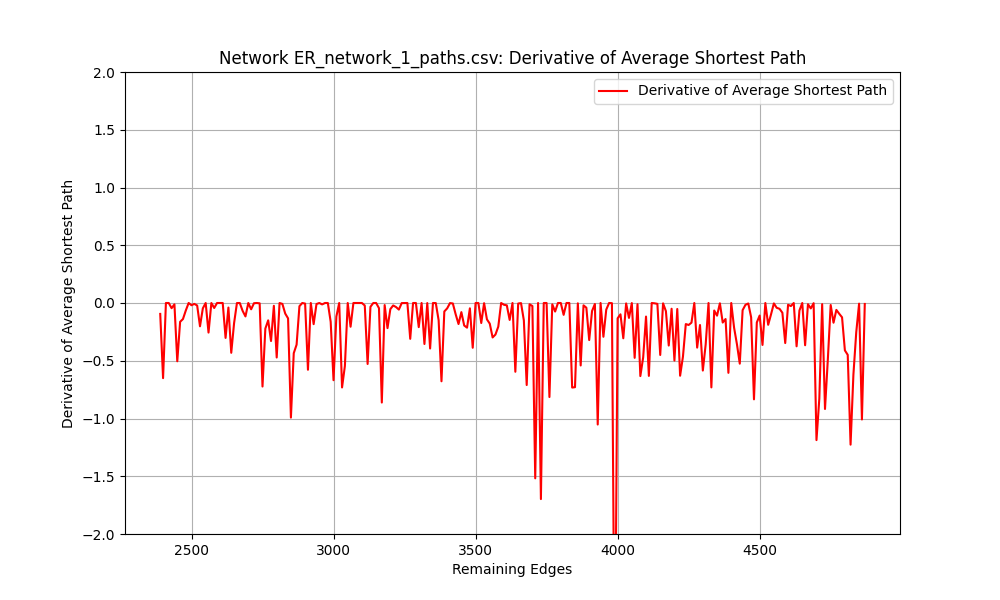 Network ER_network_1_paths.csv: Derivative of Average Shortest Path
Derivative of Average Shortest Path
2.0
1.5
1.0
0.5
0.0
−0.5
−1.0
−1.5
−2.0
Derivative of Average Shortest Path
2500 3000 3500 4000 4500
Remaining Edges